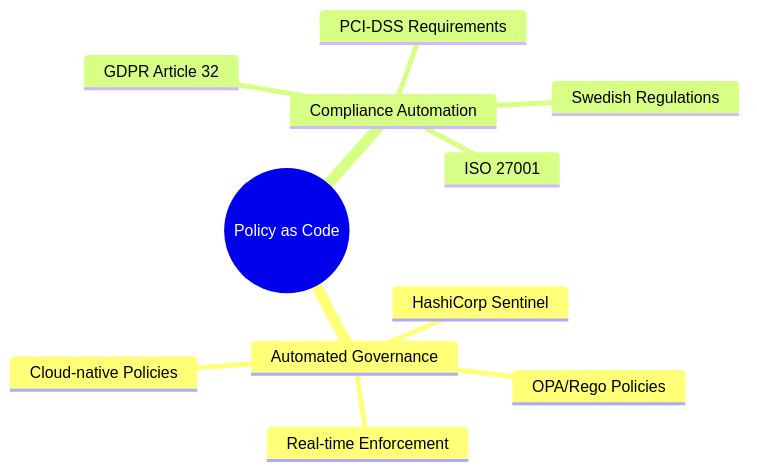 PCI-DSS Requirements
GDPR Article 32
Swedish Regulations
Compliance Automation
ISO 27001
Policy as Code
HashiCorp Sentinel
Automated Governance
Cloud-native Policies
OPA/Rego Policies
Real-time Enforcement